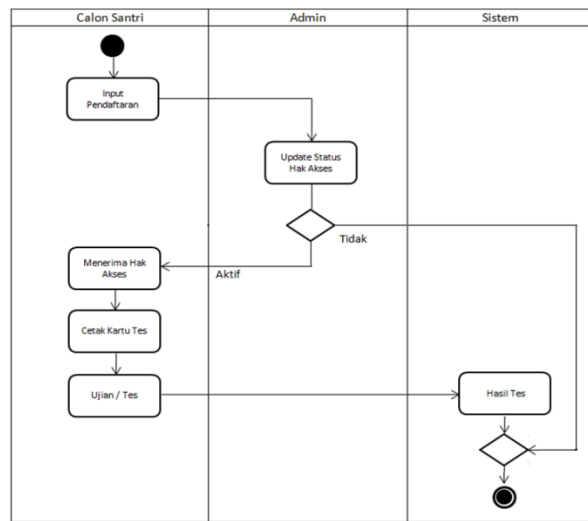 Calon Santri
Admin
Sistem
Input
Pendaftaran
Update Status
Hak Akses
Tidak
Menerima Hak
Akses
Aktif
Cetak Kartu Tes
Ujian / Tes
Hasil Tes